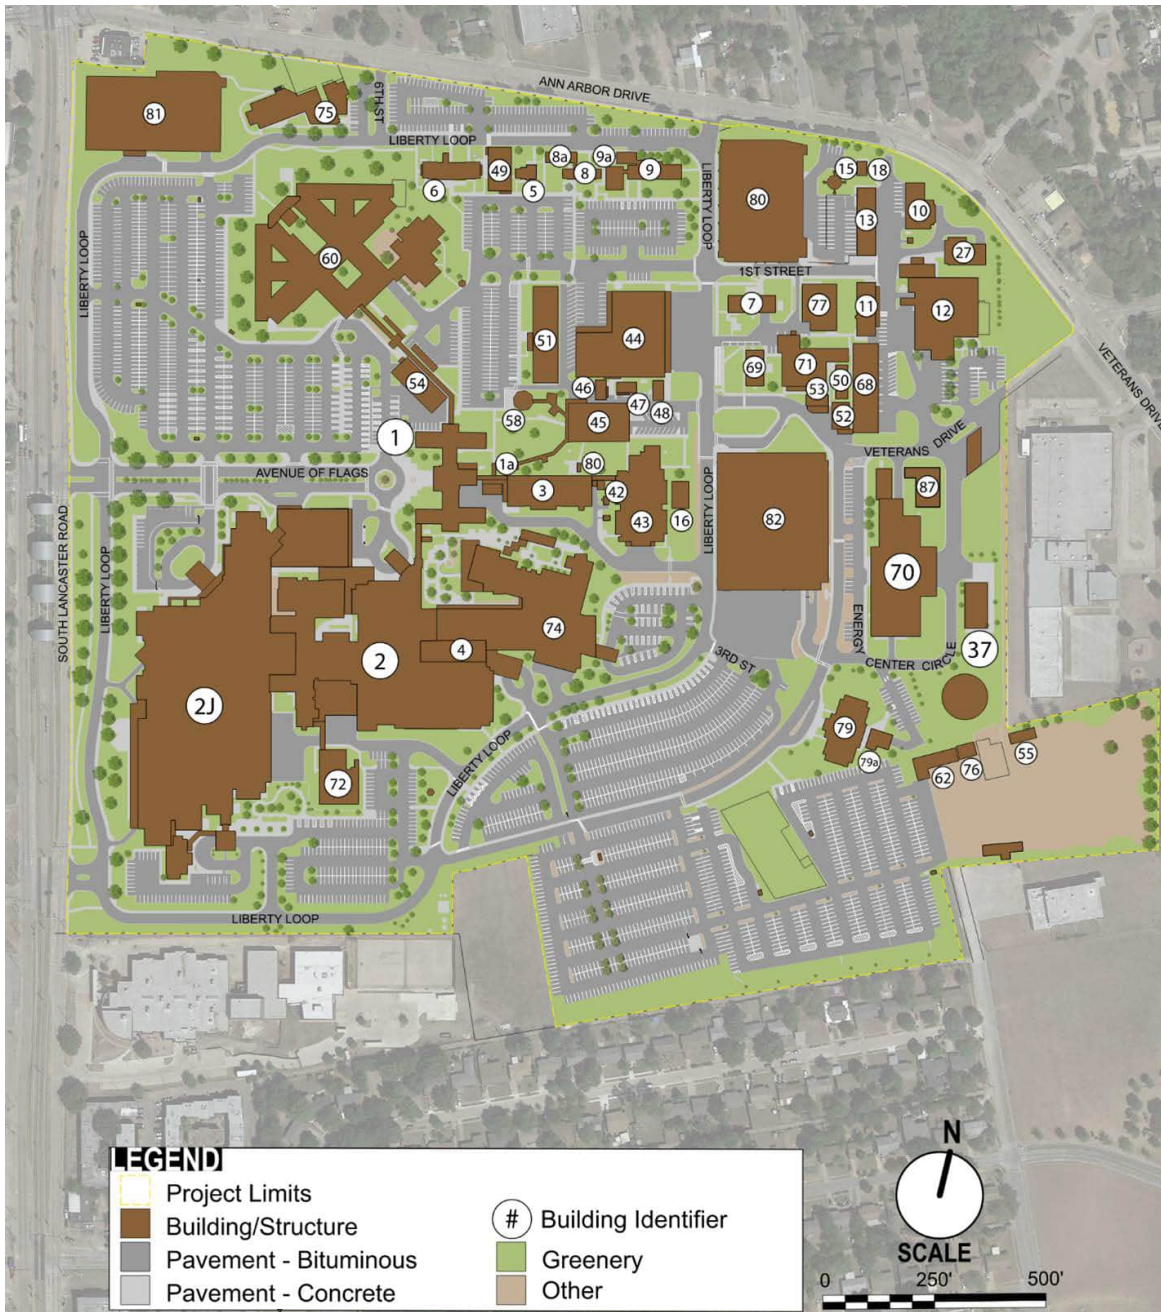 ANN ARBOR DRIVE
81
75
6TH ST
LIBERTY LOOP
8a
9a
49
6
5
8
9
LIBERTY LOOP
80
15
18
13
10
27
60
LIBERTY LOOP
1ST STREET
7
77
11
12
51
44
VETERANS DRIVE
54
46
47
48
58
45
69
71
53
50
68
52
1
1a
80
AVENUE OF FLAGS
3
42
43
16
LIBERTY LOOP
82
VETERANS DRIVE
87
70
SOUTH LANCASTER ROAD
LIBERTY LOOP
ENERGY
CENTER CIRCLE
37
2
4
74
2J
3RD ST
79
79a
62
76
55
72
LIBERTY LOOP
LIBERTY LOOP
LEGEND
Project Limits
Building/Structure
Pavement - Bituminous
Pavement - Concrete
# Building Identifier
Greenery
Other
N
SCALE
0 250' 500'